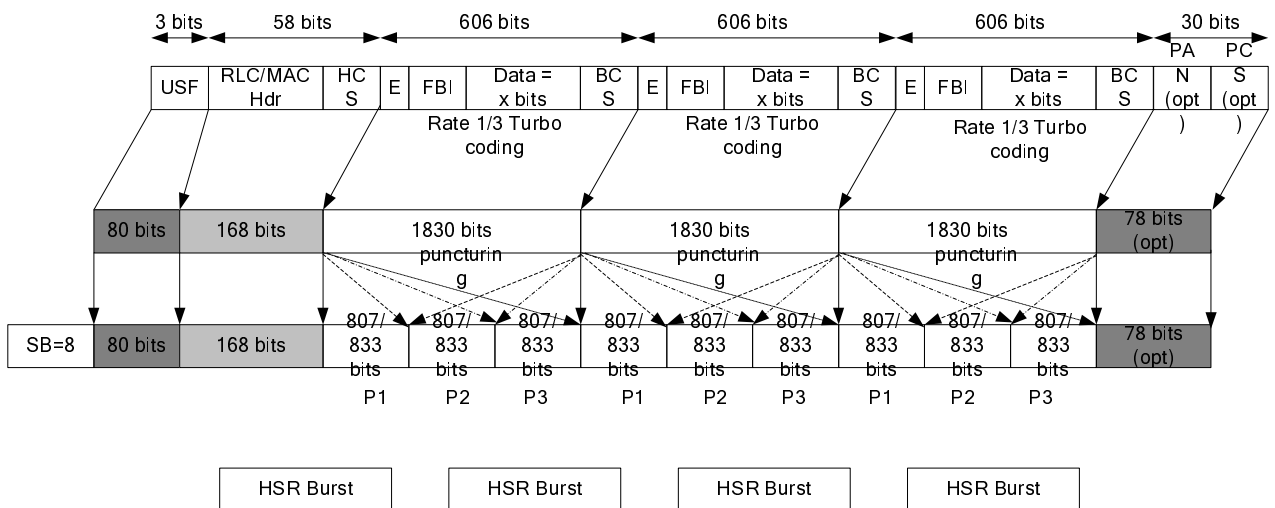 3 bits 58 bits 606 bits 606 bits 606 bits 30 bits
USF
RLC/MAC
Hdr
HC
S
E
FBI
Data =
x bits
BC
S
E
FBI
Data =
x bits
BC
S
E
FBI
Data =
x bits
BC
S
PA
N
(opt
)
PC
S
(opt
)
Rate 1/3 Turbo
coding
Rate 1/3 Turbo
coding
Rate 1/3 Turbo
coding
80 bits
168 bits
1830 bits
puncturin
g
1830 bits
puncturin
g
1830 bits
puncturin
g
78 bits
(opt)
SB=8
80 bits
168 bits
807/
833
bits
807/
833
bits
807/
833
bits
807/
833
bits
807/
833
bits
807/
833
bits
807/
833
bits
807/
833
bits
807/
833
bits
78 bits
(opt)
P1 P2 P3 P1 P2 P3 P1 P2 P3
HSR Burst HSR Burst HSR Burst HSR Burst